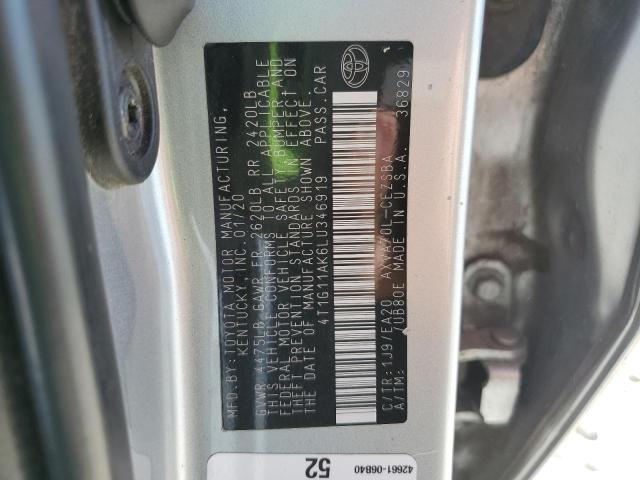 MFD.BY:TOYOTA MOTOR MANUFACTURING,
KENTUCKY, INC. 01/20
GVWR 4475LB GAWR FR 2620LB RR 2420LB
THIS VEHICLE CONFORMS TO ALL APPLICABLE
FEDERAL MOTOR VEHICLE SAFETY BUMPER AND
THEFT PREVENTION STANDARDS IN EFFECT ON
THE DATE OF MANUFACTURE SHOWN ABOVE.
4T1G11AK6LU346919 PASS.CAR
C/TR:1J9/EA20 AXVA70L-CEZSBA
A/TM: /UB80E MADE IN U.S.A. 36829
52
42661-06B40